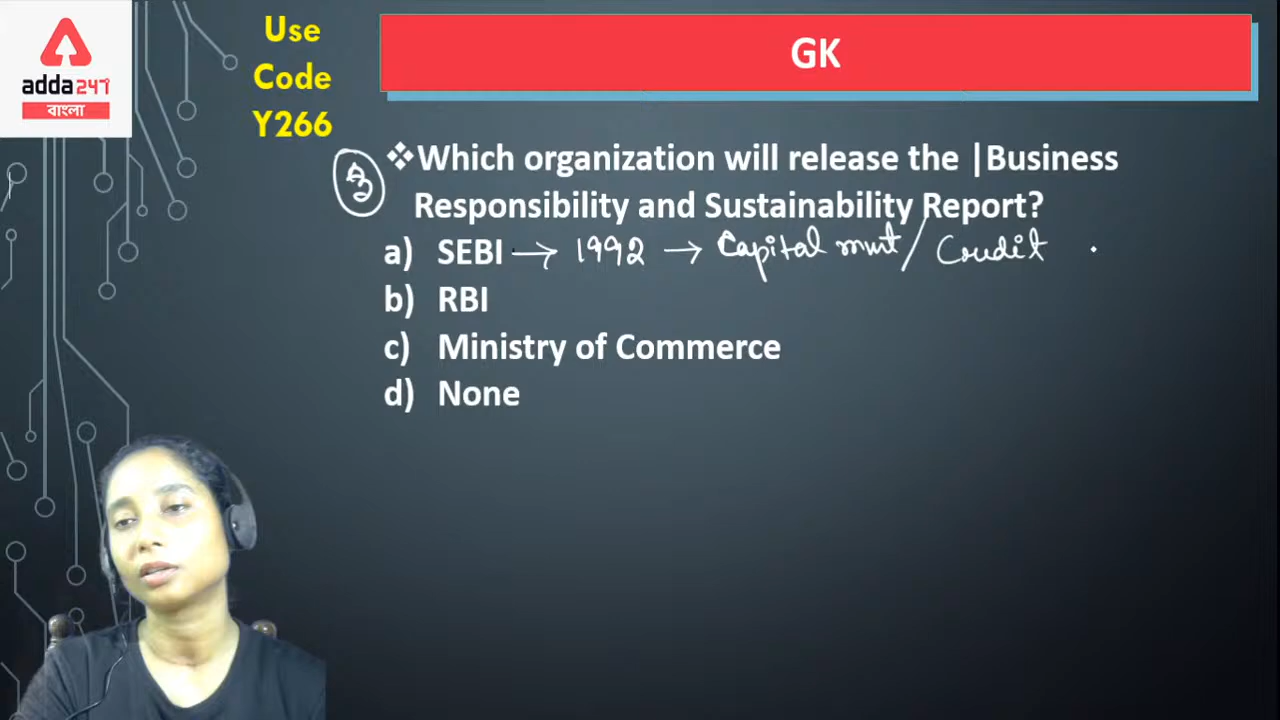 Use
Code
Y266
adda247
বাংলা
GK
3
❖Which organization will release the |Business
Responsibility and Sustainability Report?
a) SEBI → 1992 → Capital mrkt / Credit
b) RBI
c) Ministry of Commerce
d) None